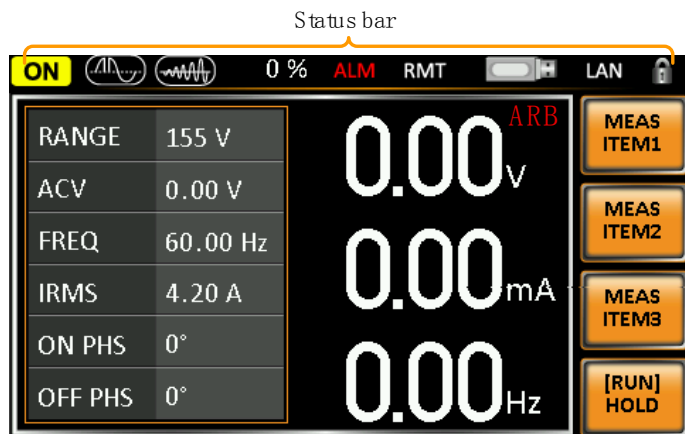 Status bar
ON 0 % ALM RMT LAN
RANGE 155 V
ACV 0.00 V
FREQ 60.00 Hz
IRMS 4.20 A
ON PHS 0°
OFF PHS 0°
ARB
0.00 V
0.00 mA
0.00 Hz
MEAS
ITEM1
MEAS
ITEM2
MEAS
ITEM3
[RUN]
HOLD